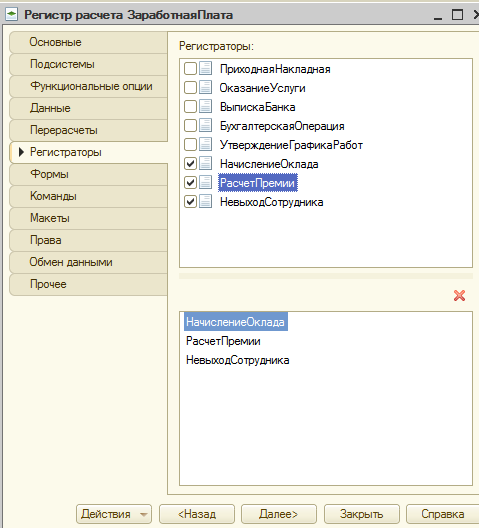 Регистр расчета ЗаработнаяПлата
Основные
Подсистемы
Функциональные опции
Данные
Перерасчеты
Регистраторы
Формы
Команды
Макеты
Права
Обмен данными
Прочее
Регистраторы:
ПриходнаяНакладная
ОказаниеУслуги
ВыпискаБанка
БухгалтерскаяОперация
УтверждениеГрафикаРабот
НачислениеОклада
РасчетПремии
НевыходСотрудника
НачислениеОклада
РасчетПремии
НевыходСотрудника
Действия <Назад Далее> Закрыть Справка